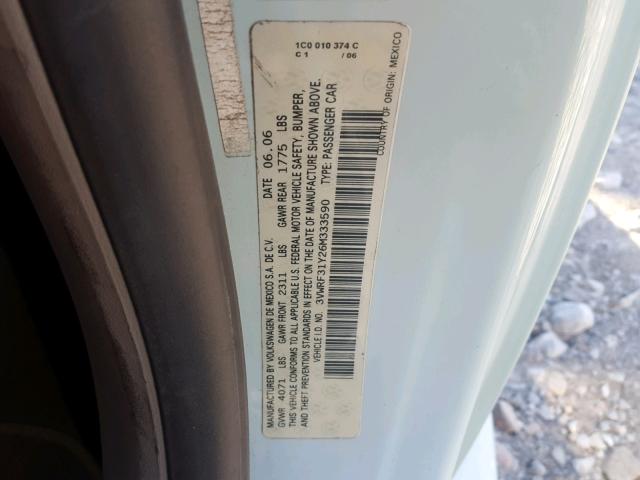 1C0 010 374 C
C 1 / 06
MANUFACTURED BY VOLKSWAGEN DE MEXICO S.A. DE C.V. DATE 06.06
GVWR 4071 LBS GAWR FRONT 2311 LBS GAWR REAR 1775 LBS
THIS VEHICLE CONFORMS TO ALL APPLICABLE U.S. FEDERAL MOTOR VEHICLE SAFETY, BUMPER,
AND THEFT PREVENTION STANDARDS IN EFFECT ON THE DATE OF MANUFACTURE SHOWN ABOVE.
VEHICLE I.D. NO. 3VWRF31Y26M333590 TYPE: PASSENGER CAR
COUNTRY OF ORIGIN: MEXICO